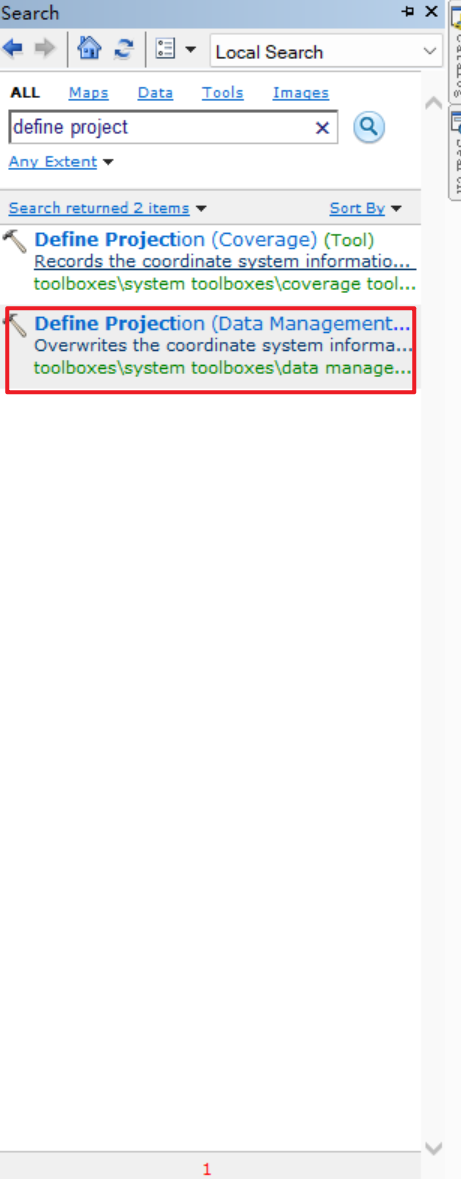 Search
Local Search
ALL Maps Data Tools Images
define project
Any Extent
Search returned 2 items Sort By
Define Projection (Coverage) (Tool)
Records the coordinate system informatio...
toolboxes\system toolboxes\coverage tool...
Define Projection (Data Management...
Overwrites the coordinate system informa...
toolboxes\system toolboxes\data manage...
1